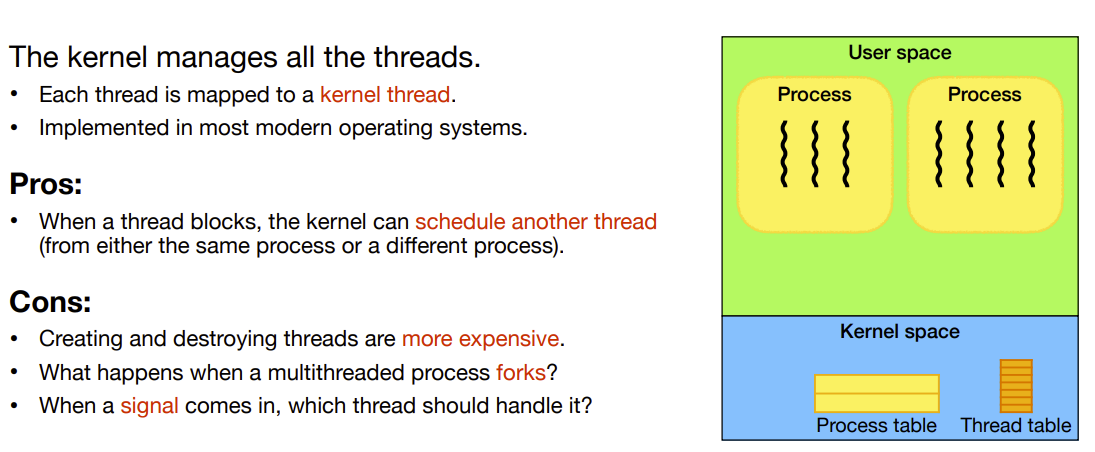 The kernel manages all the threads.
• Each thread is mapped to a kernel thread.
• Implemented in most modern operating systems.
Pros:
• When a thread blocks, the kernel can schedule another thread
(from either the same process or a different process).
Cons:
• Creating and destroying threads are more expensive.
• What happens when a multithreaded process forks?
• When a signal comes in, which thread should handle it?
User space
Process
Process
Kernel space
Process table
Thread table